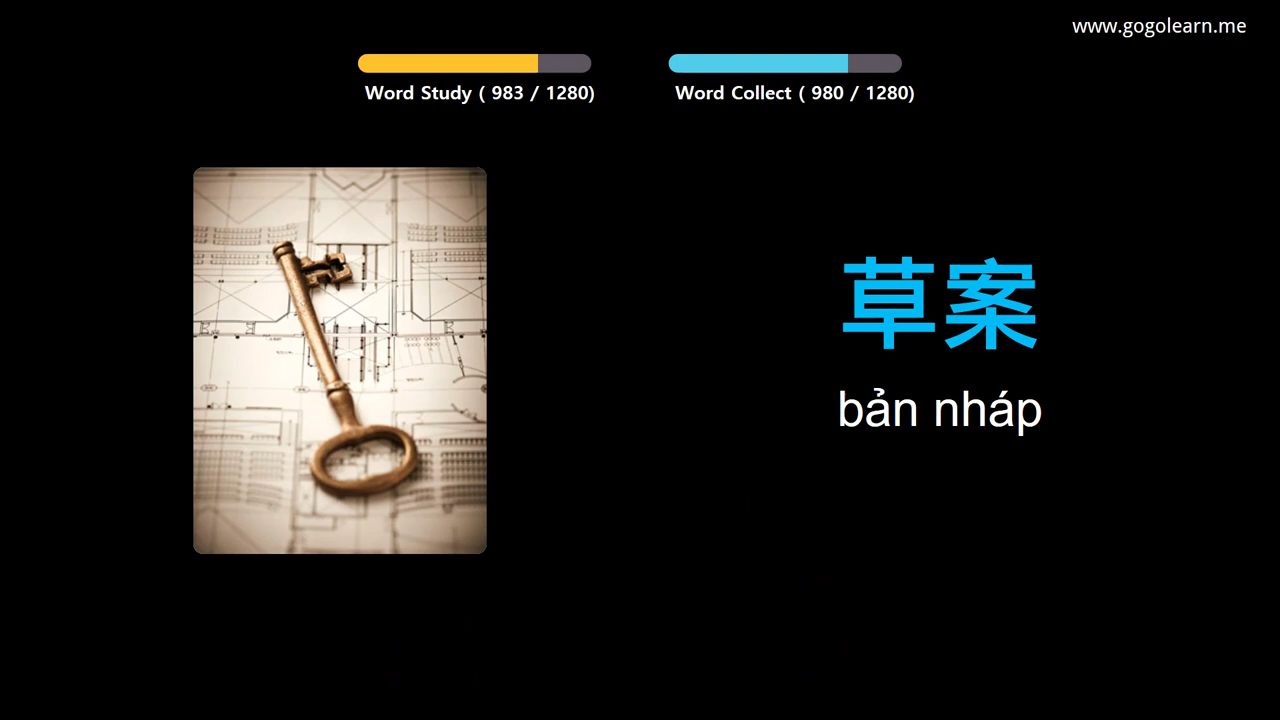 www.gogolearn.me
Word Study ( 983 / 1280)
Word Collect ( 980 / 1280)
草案
bản nháp